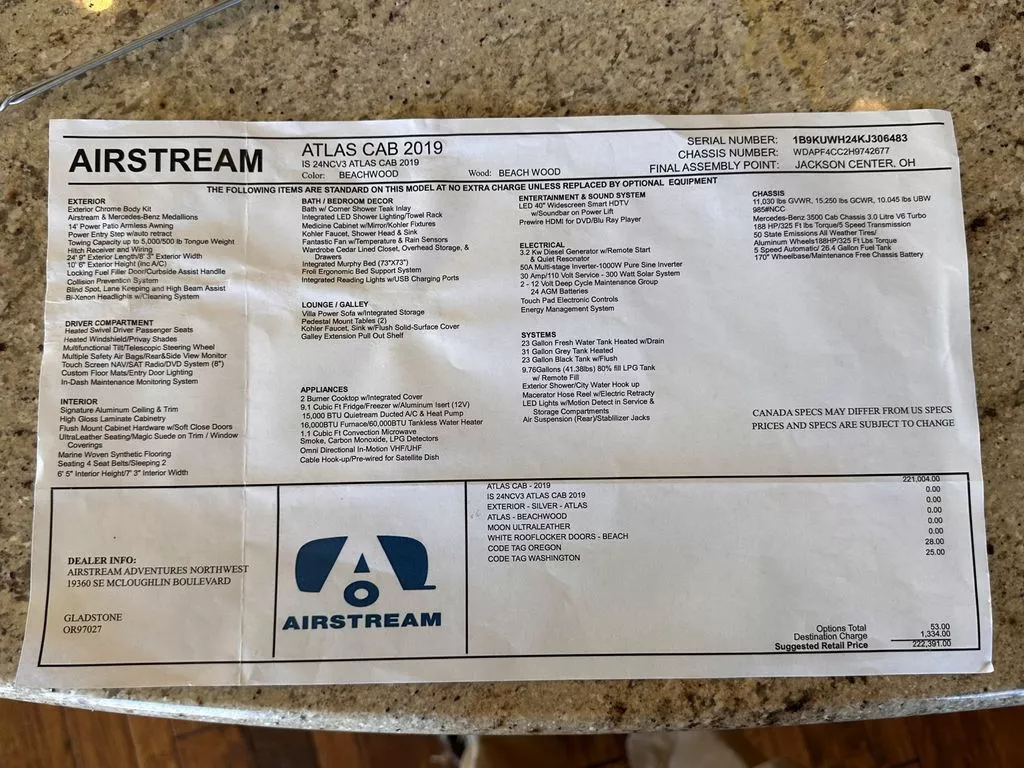 AIRSTREAM
ATLAS CAB 2019
IS 24NCV3 ATLAS CAB 2019
Color: BEACHWOOD Wood: BEACH WOOD
SERIAL NUMBER: 1B9KUWH24KJ306483
CHASSIS NUMBER: WDAPF4CC2H9742677
FINAL ASSEMBLY POINT: JACKSON CENTER, OH
THE FOLLOWING ITEMS ARE STANDARD ON THIS MODEL AT NO EXTRA CHARGE UNLESS REPLACED BY OPTIONAL EQUIPMENT
EXTERIOR
Exterior Chrome Body Kit
Airstream & Mercedes-Benz Medallions
14' Power Patio Armless Awning
Power Entry Step w/auto retract
Towing Capacity up to 5,000/500 lb Tongue Weight
Hitch Receiver and Wiring
24' 9" Exterior Length/8' 3" Exterior Width
10' 6" Exterior Height (Inc A/C)
Locking Fuel Filler Door/Curbside Assist Handle
Collision Prevention System
Blind Spot, Lane Keeping and High Beam Assist
Bi-Xenon Headlights w/Cleaning System
DRIVER COMPARTMENT
Heated Swivel Driver Passenger Seats
Heated Windshield/Privay Shades
Multifunctional Tilt/Telescopic Steering Wheel
Multiple Safety Air Bags/Rear&Side View Monitor
Touch Screen NAV/SAT Radio/DVD System (8")
Custom Floor Mats/Entry Door Lighting
In-Dash Maintenance Monitoring System
INTERIOR
Signature Aluminum Ceiling & Trim
High Gloss Laminate Cabinetry
Flush Mount Cabinet Hardware w/Soft Close Doors
UltraLeather Seating/Magic Suede on Trim / Window
Coverings
Marine Woven Synthetic Flooring
Seating 4 Seat Belts/Sleeping 2
6' 5" Interior Height/7' 3" Interior Width
BATH / BEDROOM DECOR
Bath w/ Corner Shower Teak Inlay
Integrated LED Shower Lighting/Towel Rack
Medicine Cabinet w/Mirror/Kohler Fixtures
Kohler Faucet, Shower Head & Sink
Fantastic Fan w/Temperature & Rain Sensors
Wardrobe Cedar Lined Closet, Overhead Storage, &
Drawers
Integrated Murphy Bed (73"X73")
Froli Ergonomic Bed Support System
Integrated Reading Lights w/USB Charging Ports
LOUNGE / GALLEY
Villa Power Sofa w/Integrated Storage
Pedestal Mount Tables (2)
Kohler Faucet, Sink w/Flush Solid-Surface Cover
Galley Extension Pull Out Shelf
APPLIANCES
2 Burner Cooktop w/Integrated Cover
9.1 Cubic Ft Fridge/Freezer w/Aluminum Isert (12V)
15,000 BTU Quietream Ducted A/C & Heat Pump
16,000BTU Furnace/60,000BTU Tankless Water Heater
1.1 Cubic Ft Convection Microwave
Smoke, Carbon Monoxide, LPG Detectors
Omni Directional In-Motion VHF/UHF
Cable Hook-up/Pre-wired for Satellite Dish
ENTERTAINMENT & SOUND SYSTEM
LED 40" Widescreen Smart HDTV
w/Soundbar on Power Lift
Prewire HDMI for DVD/Blu Ray Player
ELECTRICAL
3.2 Kw Diesel Generator w/Remote Start
& Quiet Resonator
50A Multi-stage Inverter-1000W Pure Sine Inverter
30 Amp/110 Volt Service - 300 Watt Solar System
2 - 12 Volt Deep Cycle Maintenance Group
24 AGM Batteries
Touch Pad Electronic Controls
Energy Management System
SYSTEMS
23 Gallon Fresh Water Tank Heated w/Drain
31 Gallon Grey Tank Heated
23 Gallon Black Tank w/Flush
9.76Gallons (41.38lbs) 80% fill LPG Tank
w/ Remote Fill
Exterior Shower/City Water Hook up
Macerator Hose Reel w/Electric Retracty
LED Lights w/Motion Detect in Service &
Storage Compartments
Air Suspension (Rear)/Stabilizer Jacks
CHASSIS
11,030 lbs GVWR, 15,250 lbs GCWR, 10,045 lbs UBW
985#NCC
Mercedes-Benz 3500 Cab Chassis 3.0 Litre V6 Turbo
188 HP/325 Ft lbs Torque/5 Speed Transmission
50 State Emissions All Weather Tires/
Aluminum Wheels188HP/325 Ft Lbs Torque
5 Speed Automatic/ 26.4 Gallon Fuel Tank
170" Wheelbase/Maintenance Free Chassis Battery
CANADA SPECS MAY DIFFER FROM US SPECS
PRICES AND SPECS ARE SUBJECT TO CHANGE
DEALER INFO:
AIRSTREAM ADVENTURES NORTHWEST
19360 SE MCLOUGHLIN BOULEVARD
GLADSTONE
OR97027
AIRSTREAM
ATLAS CAB - 2019 221,004.00
IS 24NCV3 ATLAS CAB 2019 0.00
EXTERIOR - SILVER - ATLAS 0.00
ATLAS - BEACHWOOD 0.00
MOON ULTRALEATHER 0.00
WHITE ROOFLOCKER DOORS - BEACH 0.00
CODE TAG OREGON 28.00
CODE TAG WASHINGTON 25.00
Options Total 53.00
Destination Charge 1,334.00
Suggested Retail Price 222,391.00